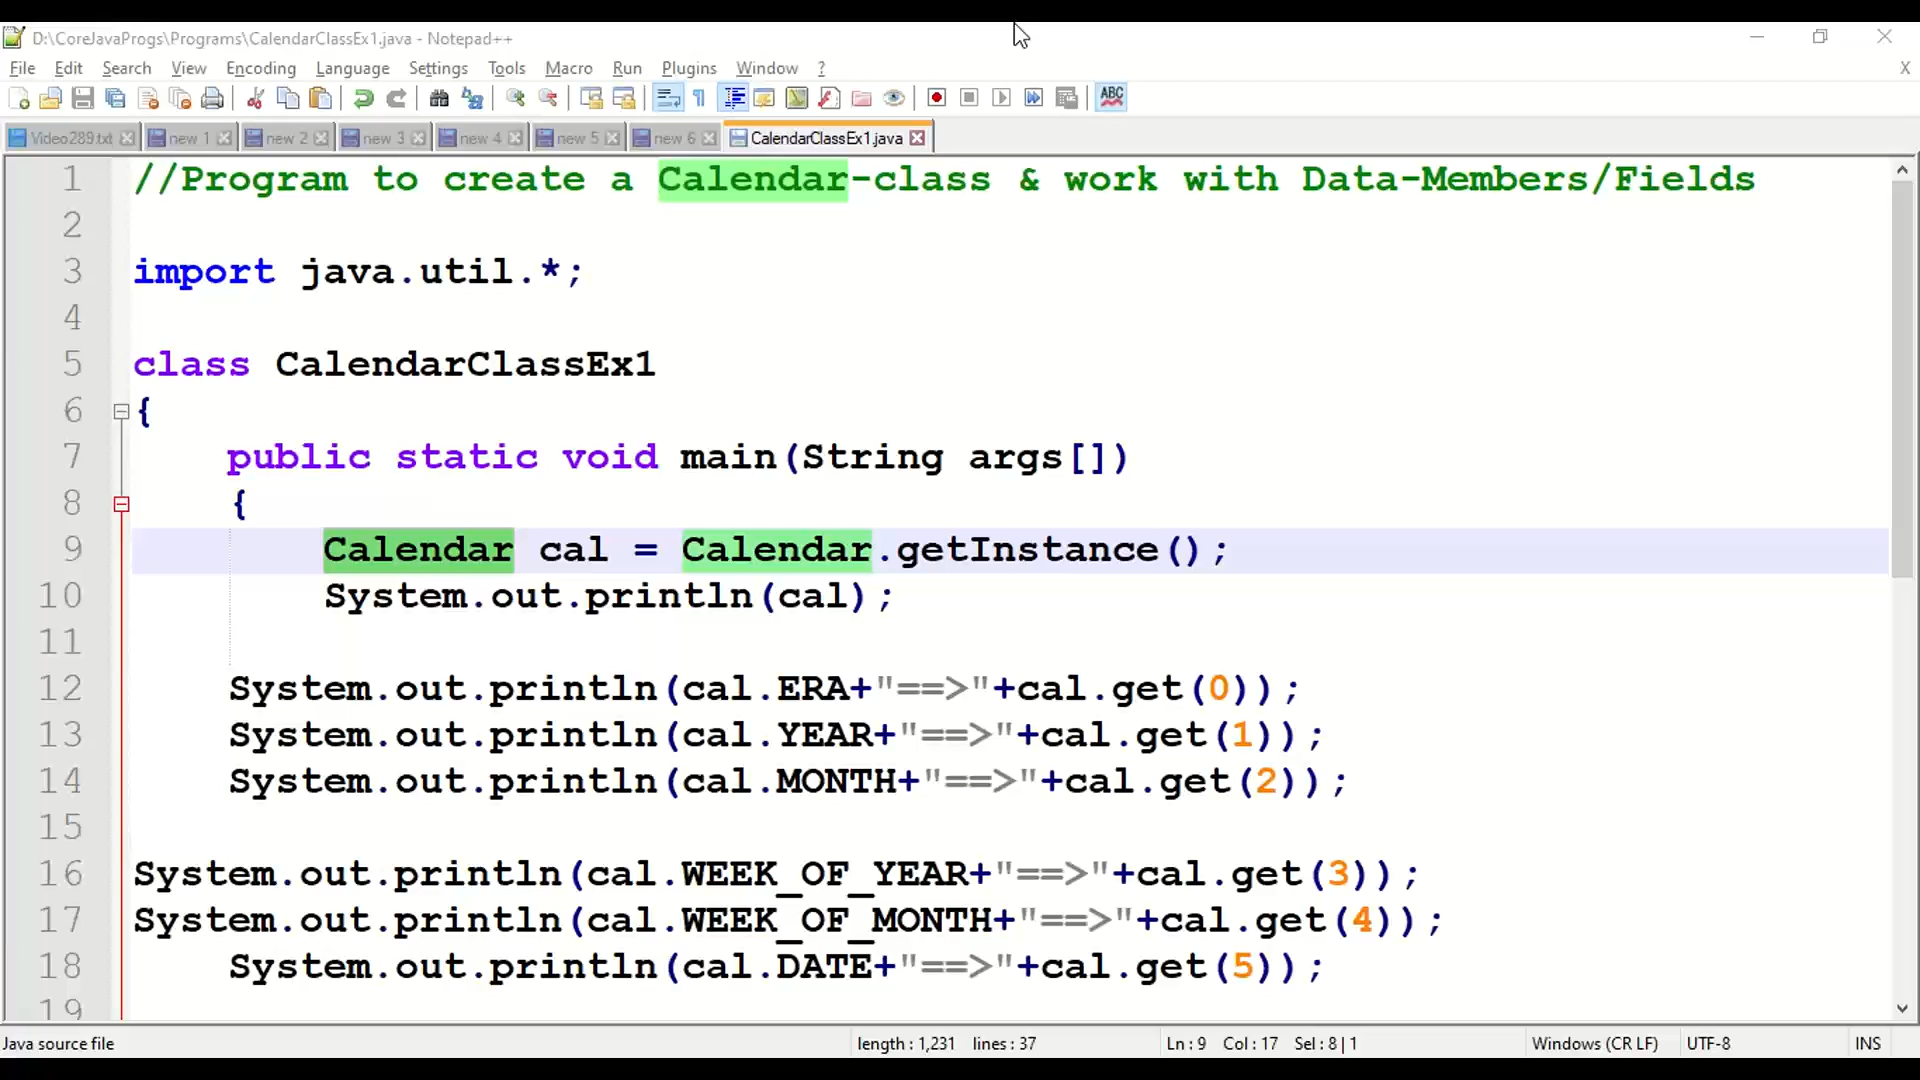 D:\CoreJavaProgs\Programs\CalendarClassEx1.java - Notepad++
File Edit Search View Encoding Language Settings Tools Macro Run Plugins Window ? X
ABC
Video289.txt new 1 new 2 new 3 new 4 new 5 new 6 CalendarClassEx1.java
1 //Program to create a Calendar-class & work with Data-Members/Fields
2
3 import java.util.*;
4
5 class CalendarClassEx1
6 {
7 public static void main(String args[])
8 {
9 Calendar cal = Calendar.getInstance();
10 System.out.println(cal);
11
12 System.out.println(cal.ERA+"==>"+cal.get(0));
13 System.out.println(cal.YEAR+"==>"+cal.get(1));
14 System.out.println(cal.MONTH+"==>"+cal.get(2));
15
16 System.out.println(cal.WEEK_OF_YEAR+"==>"+cal.get(3));
17 System.out.println(cal.WEEK_OF_MONTH+"==>"+cal.get(4));
18 System.out.println(cal.DATE+"==>"+cal.get(5));
19
Java source file length : 1,231 lines : 37 Ln : 9 Col : 17 Sel : 8 | 1 Windows (CR LF) UTF-8 INS